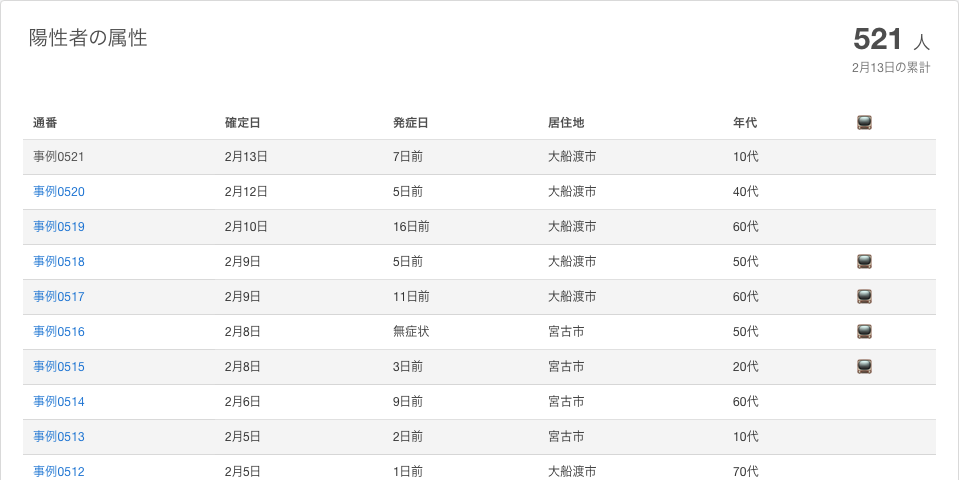 陽性者の属性
521 人
2月13日の累計
通番 確定日 発症日 居住地 年代
事例0521 2月13日 7日前 大船渡市 10代
事例0520 2月12日 5日前 大船渡市 40代
事例0519 2月10日 16日前 大船渡市 60代
事例0518 2月9日 5日前 大船渡市 50代
事例0517 2月9日 11日前 大船渡市 60代
事例0516 2月8日 無症状 宮古市 50代
事例0515 2月8日 3日前 宮古市 20代
事例0514 2月6日 9日前 宮古市 60代
事例0513 2月5日 2日前 宮古市 10代
事例0512 2月5日 1日前 大船渡市 70代